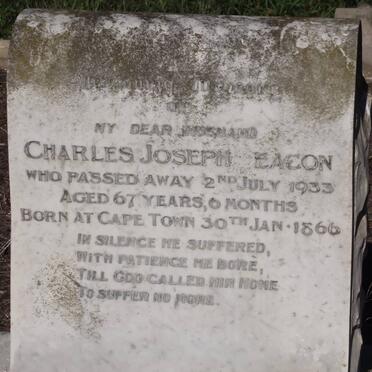 MY DEAR HUSBAND
CHARLES JOSEPH EAGON
WHO PASSED AWAY 2ND JULY 1933
AGED 67 YEARS, 6 MONTHS
BORN AT CAPE TOWN 30TH JAN. 1866
IN SILENCE HE SUFFERED,
WITH PATIENCE HE BORE,
TILL GOD CALLED HIM HOME
TO SUFFER NO MORE.